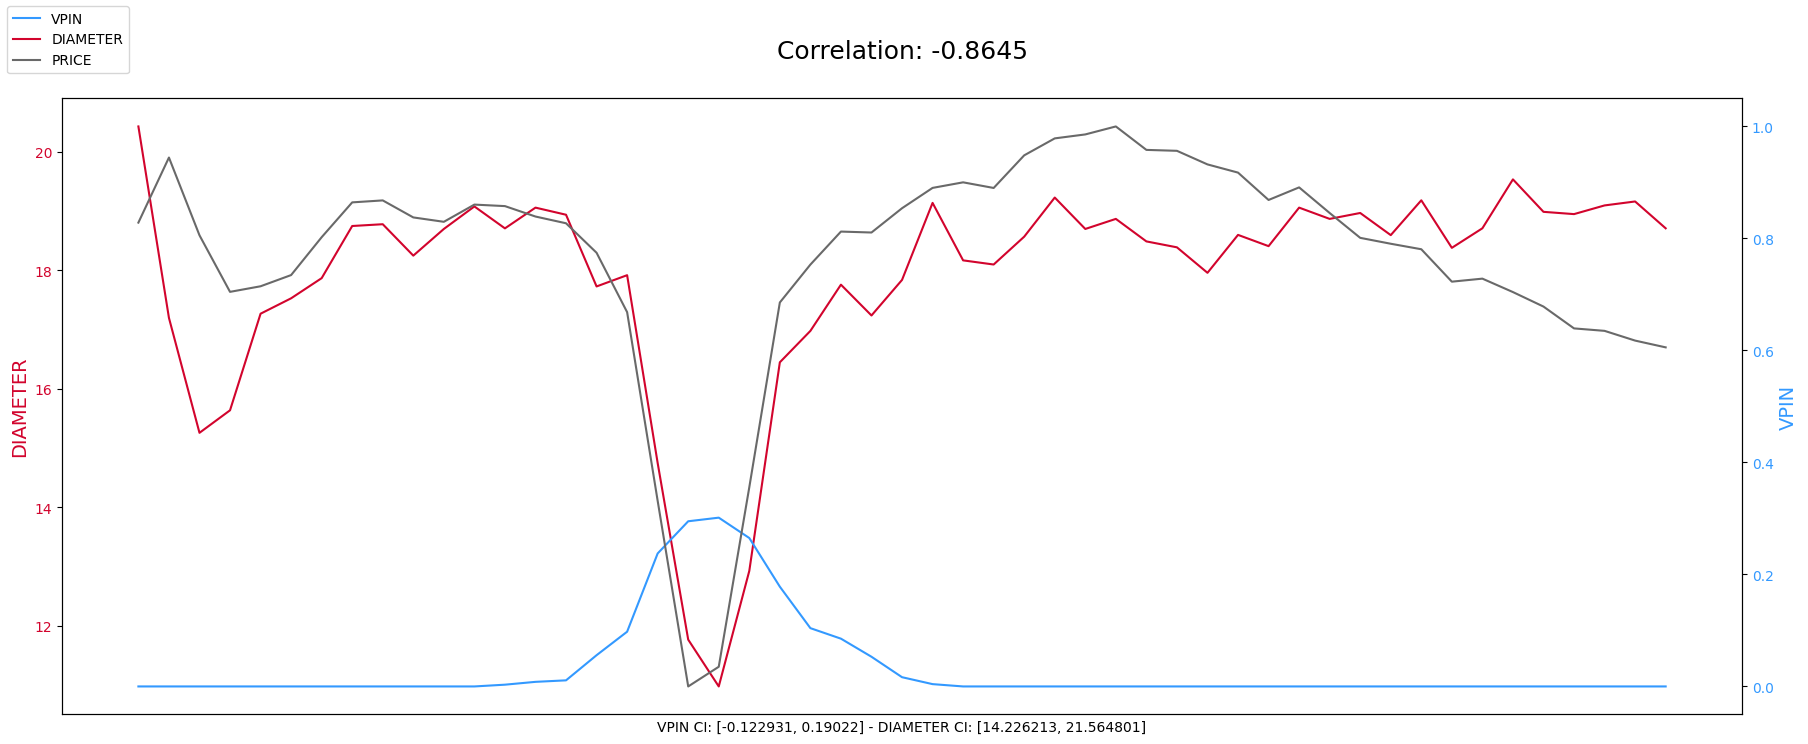 VPIN
DIAMETER
PRICE
Correlation: -0.8645
DIAMETER
20
18
16
14
12
1.0
0.8
0.6
0.4
0.2
0.0
VPIN
VPIN CI: [-0.122931, 0.19022] - DIAMETER CI: [14.226213, 21.564801]